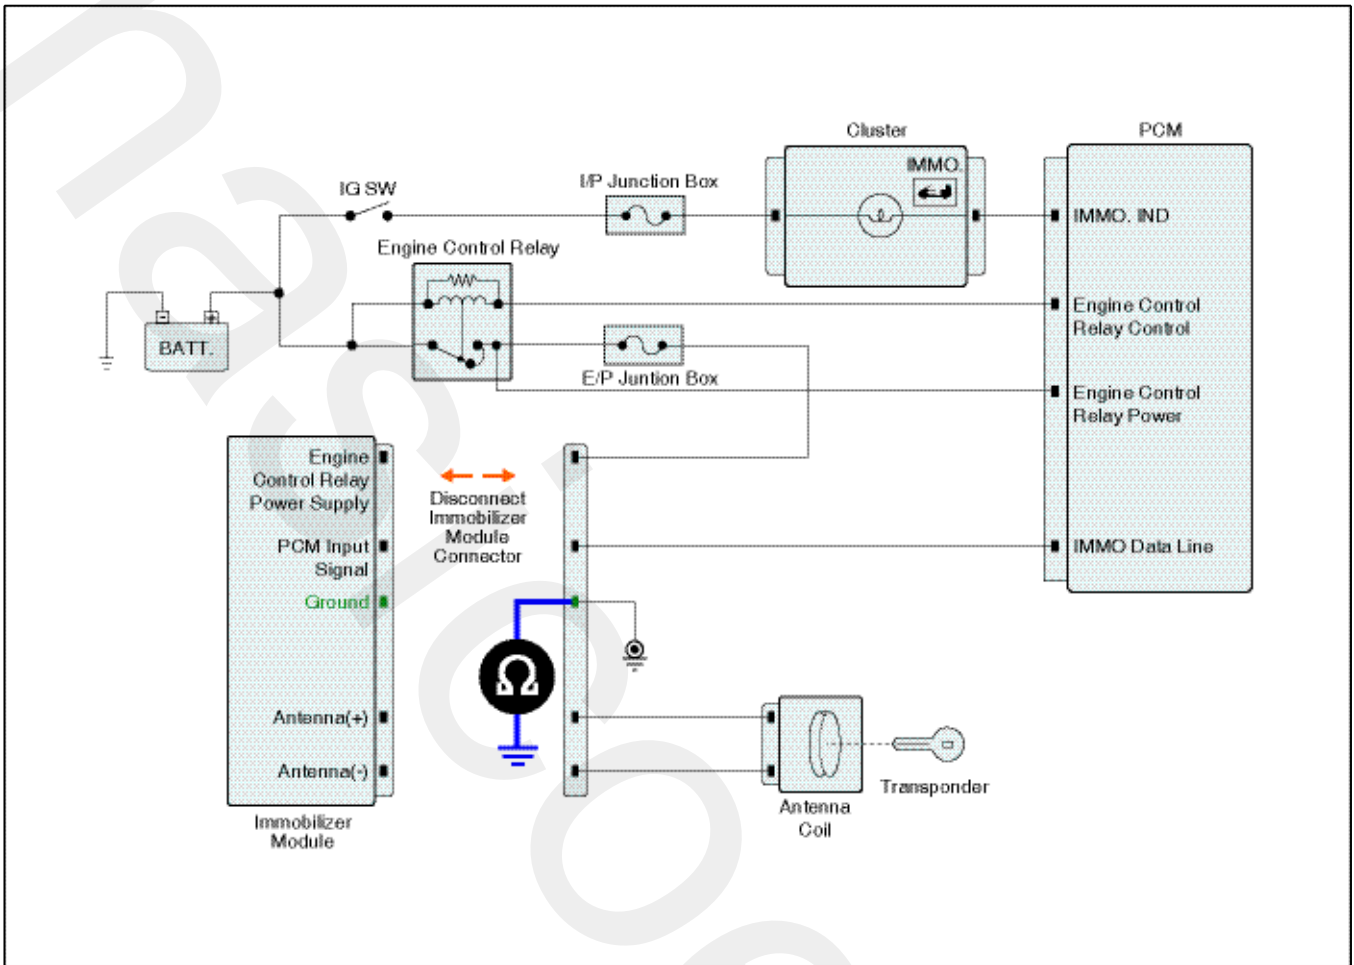 Cluster
PCM
IMMO.
IG SW
I/P Junction Box
IMMO. IND
Engine Control Relay
Engine Control
Relay Control
BATT.
E/P Juntion Box
Engine Control
Relay Power
Engine
Control Relay
Power Supply
Disconnect
Immobilizer
Module
Connector
PCM Input
Signal
IMMO Data Line
Ground
Ω
Antenna(+)
Antenna(-)
Transponder
Antenna
Coil
Immobilizer
Module